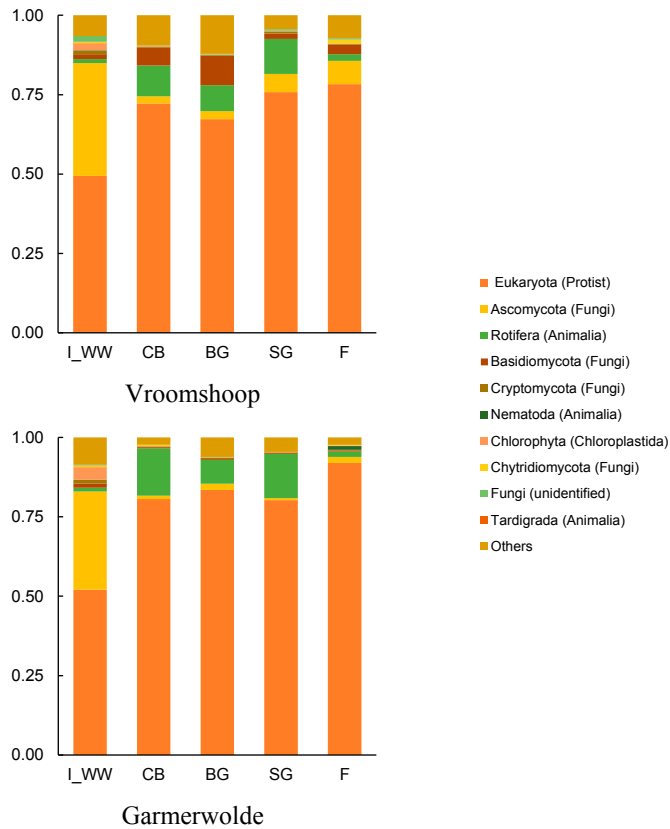 1.00
0.75
0.50
0.25
0.00
I_WW CB BG SG F
Vroomshoop
1.00
0.75
0.50
0.25
0.00
I_WW CB BG SG F
Garmerwolde
Eukaryota (Protist)
Ascomycota (Fungi)
Rotifera (Animalia)
Basidiomycota (Fungi)
Cryptomycota (Fungi)
Nematoda (Animalia)
Chlorophyta (Chloroplastida)
Chytridiomycota (Fungi)
Fungi (unidentified)
Tardigrada (Animalia)
Others